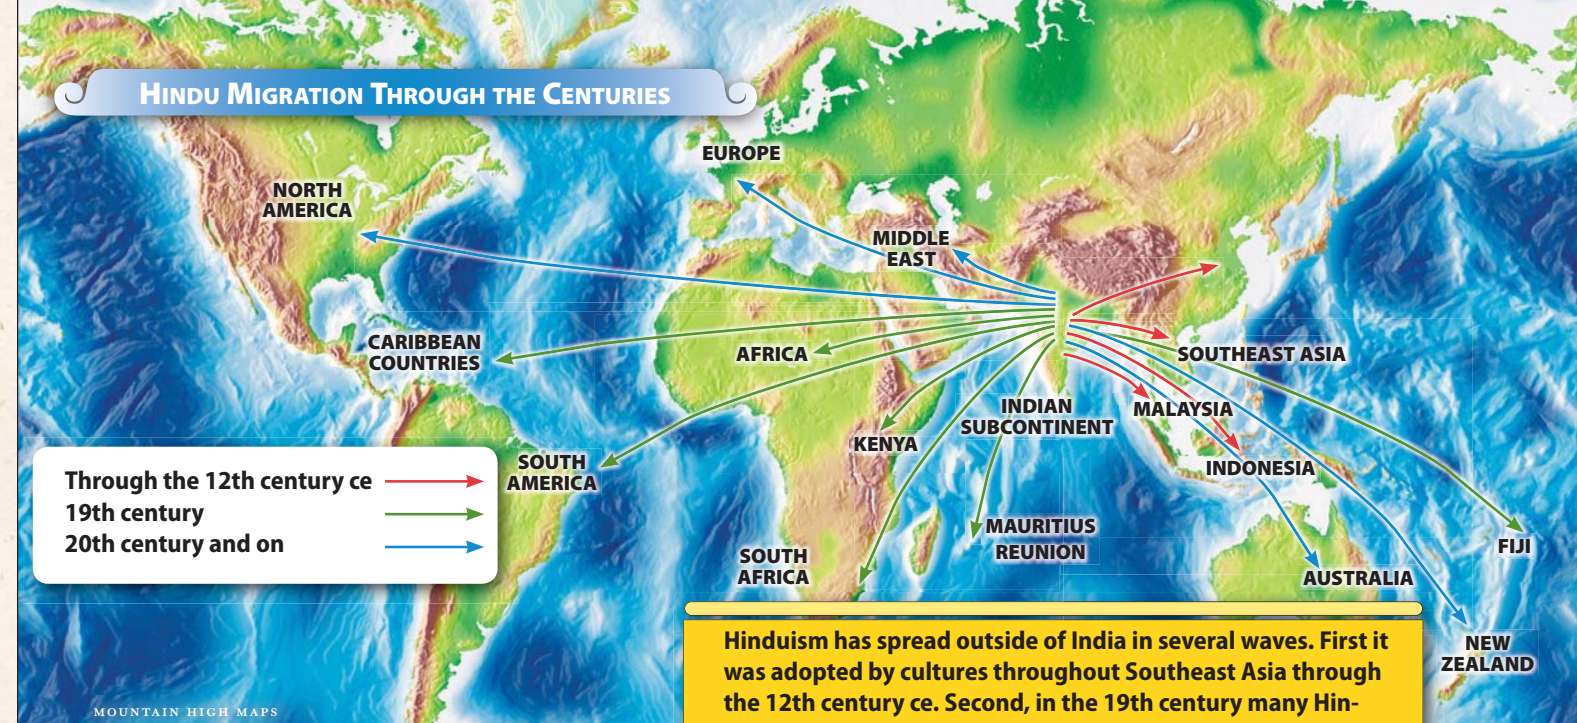 HINDU MIGRATION THROUGH THE CENTURIES
EUROPE
NORTH
AMERICA
MIDDLE
EAST
CARIBBEAN
COUNTRIES
AFRICA
SOUTHEAST ASIA
INDIAN
SUBCONTINENT
MALAYSIA
KENYA
SOUTH
AMERICA
INDONESIA
MAURITIUS
REUNION
SOUTH
AFRICA
FIJI
AUSTRALIA
NEW
ZEALAND
Through the 12th century ce
19th century
20th century and on
Hinduism has spread outside of India in several waves. First it
was adopted by cultures throughout Southeast Asia through
the 12th century ce. Second, in the 19th century many Hin-
MOUNTAIN HIGH MAPS